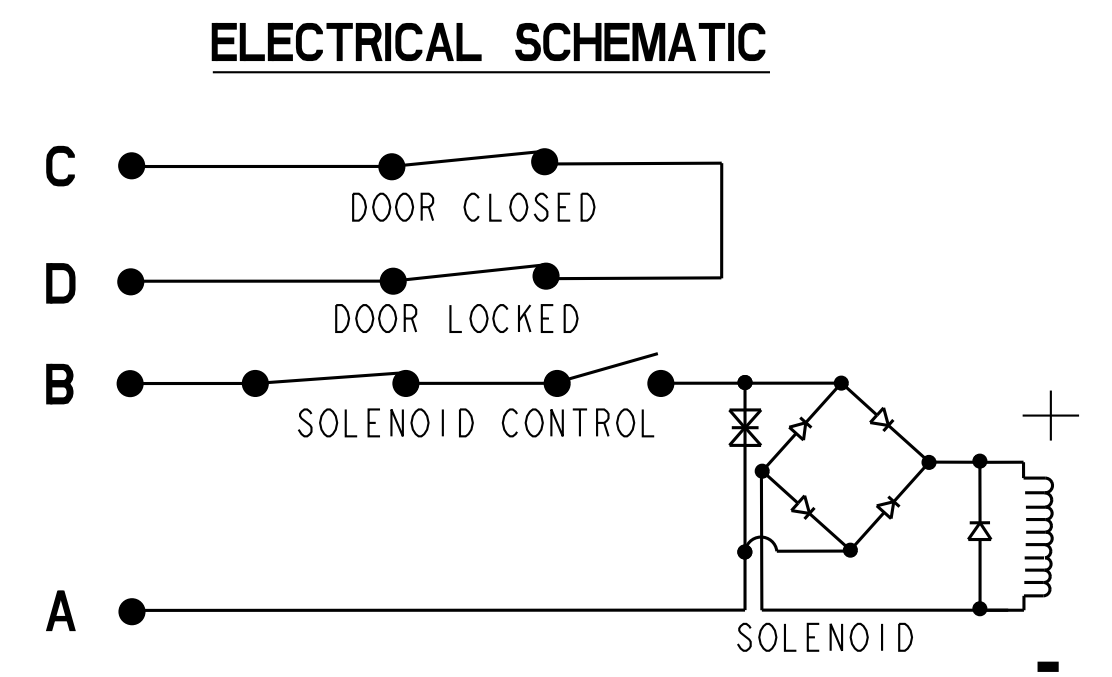 ELECTRICAL SCHEMATIC
C
DOOR CLOSED
D
DOOR LOCKED
B
SOLENOID CONTROL
+
A
SOLENOID
-